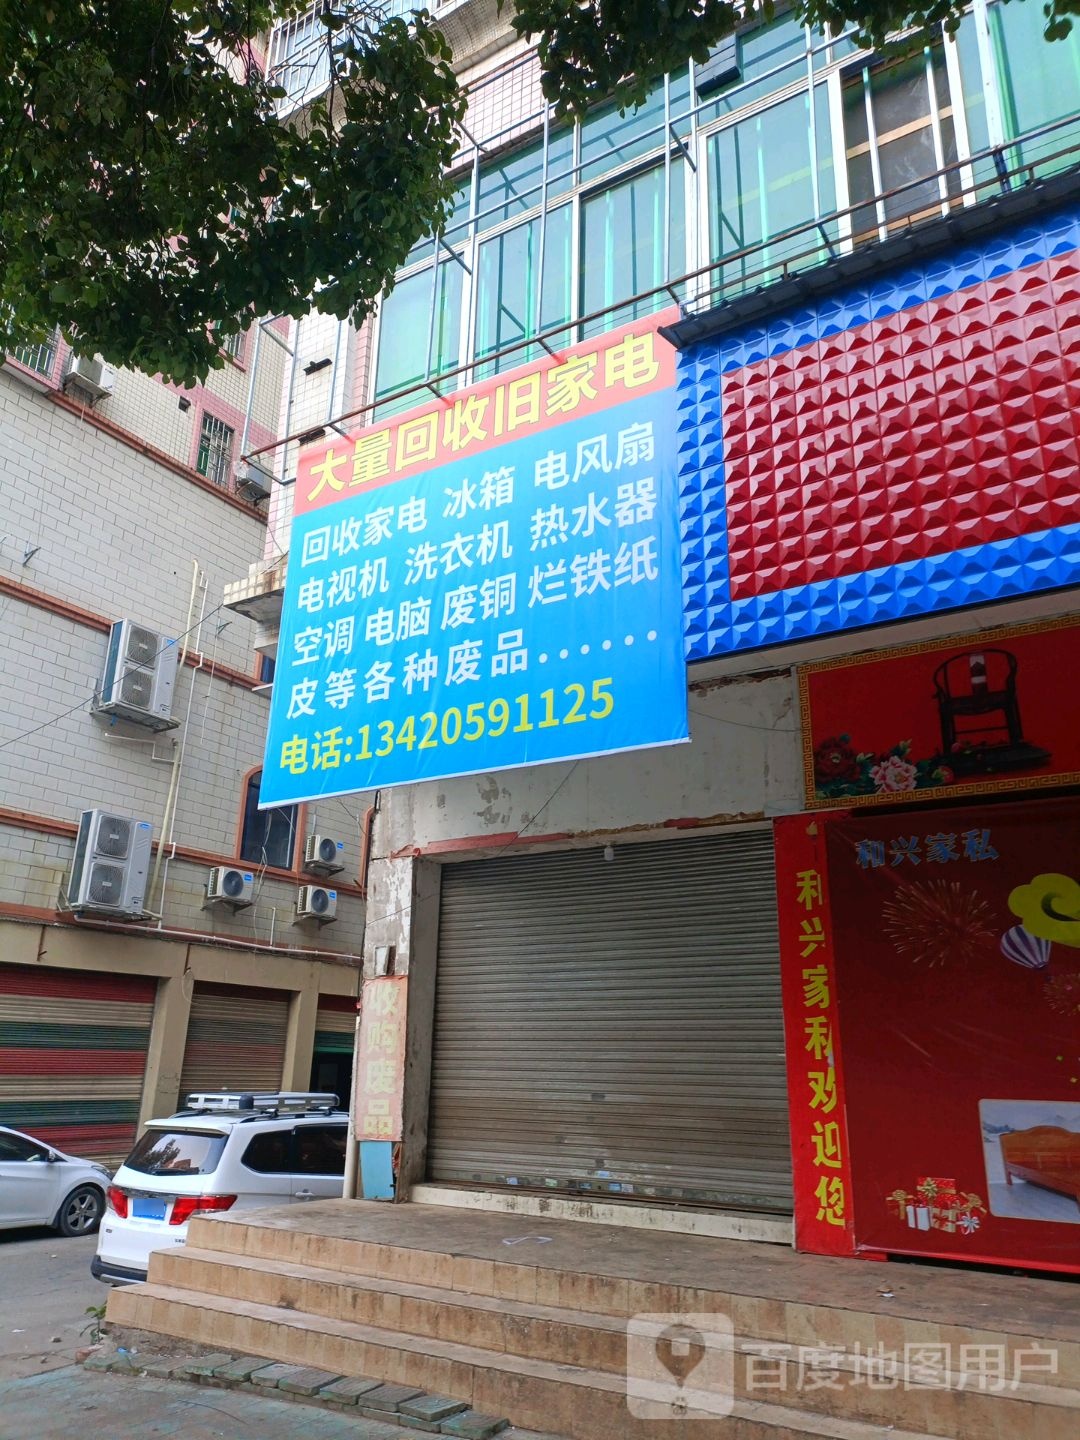 大量回收旧家电
回收家电 冰箱 电风扇
电视机 洗衣机 热水器
空调 电脑 废铜 烂铁纸
皮等各种废品......
电话:13420591125
和兴家私
和兴家私欢迎您
收购废品
百度地图用户